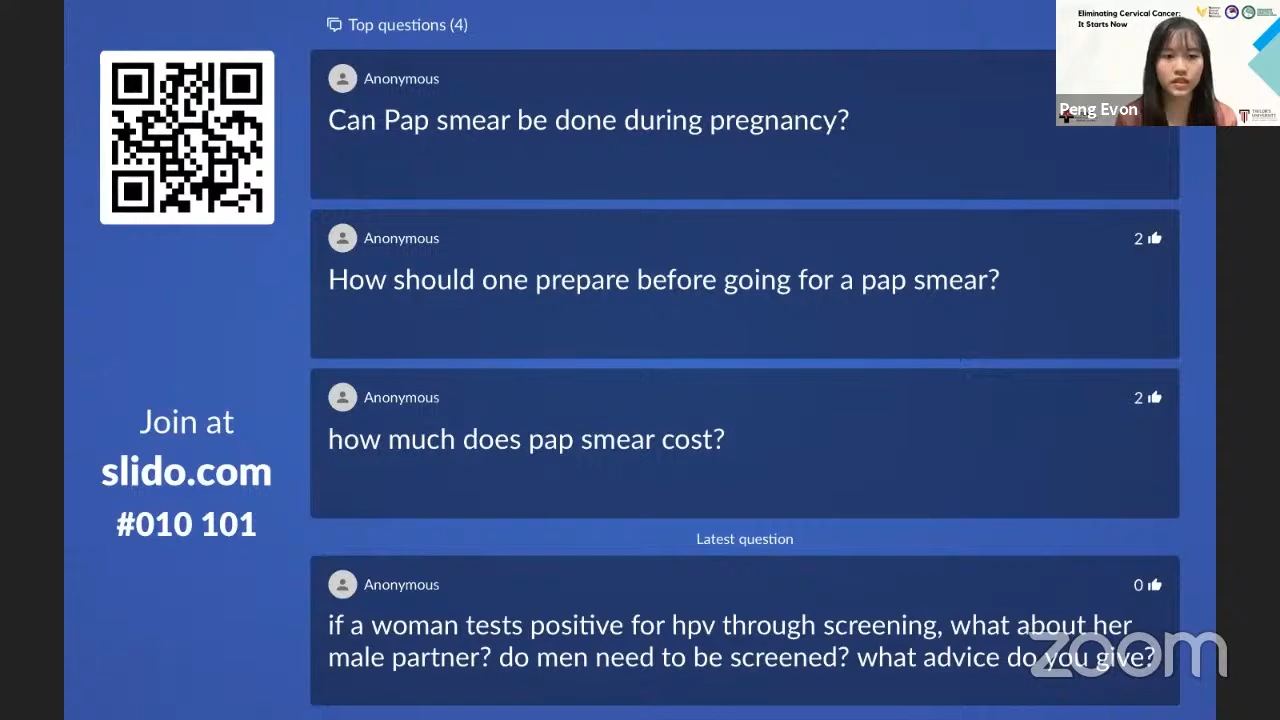 Top questions (4)
Anonymous
Can Pap smear be done during pregnancy?
Anonymous
2
How should one prepare before going for a pap smear?
Anonymous
2
how much does pap smear cost?
Latest question
Anonymous
0
if a woman tests positive for hpv through screening, what about her
male partner? do men need to be screened? what advice do you give?
Join at
slido.com
#010 101
Eliminating Cervical Cancer:
It Starts Now
Peng Evon
TAYLOR'S
UNIVERSITY
zoom